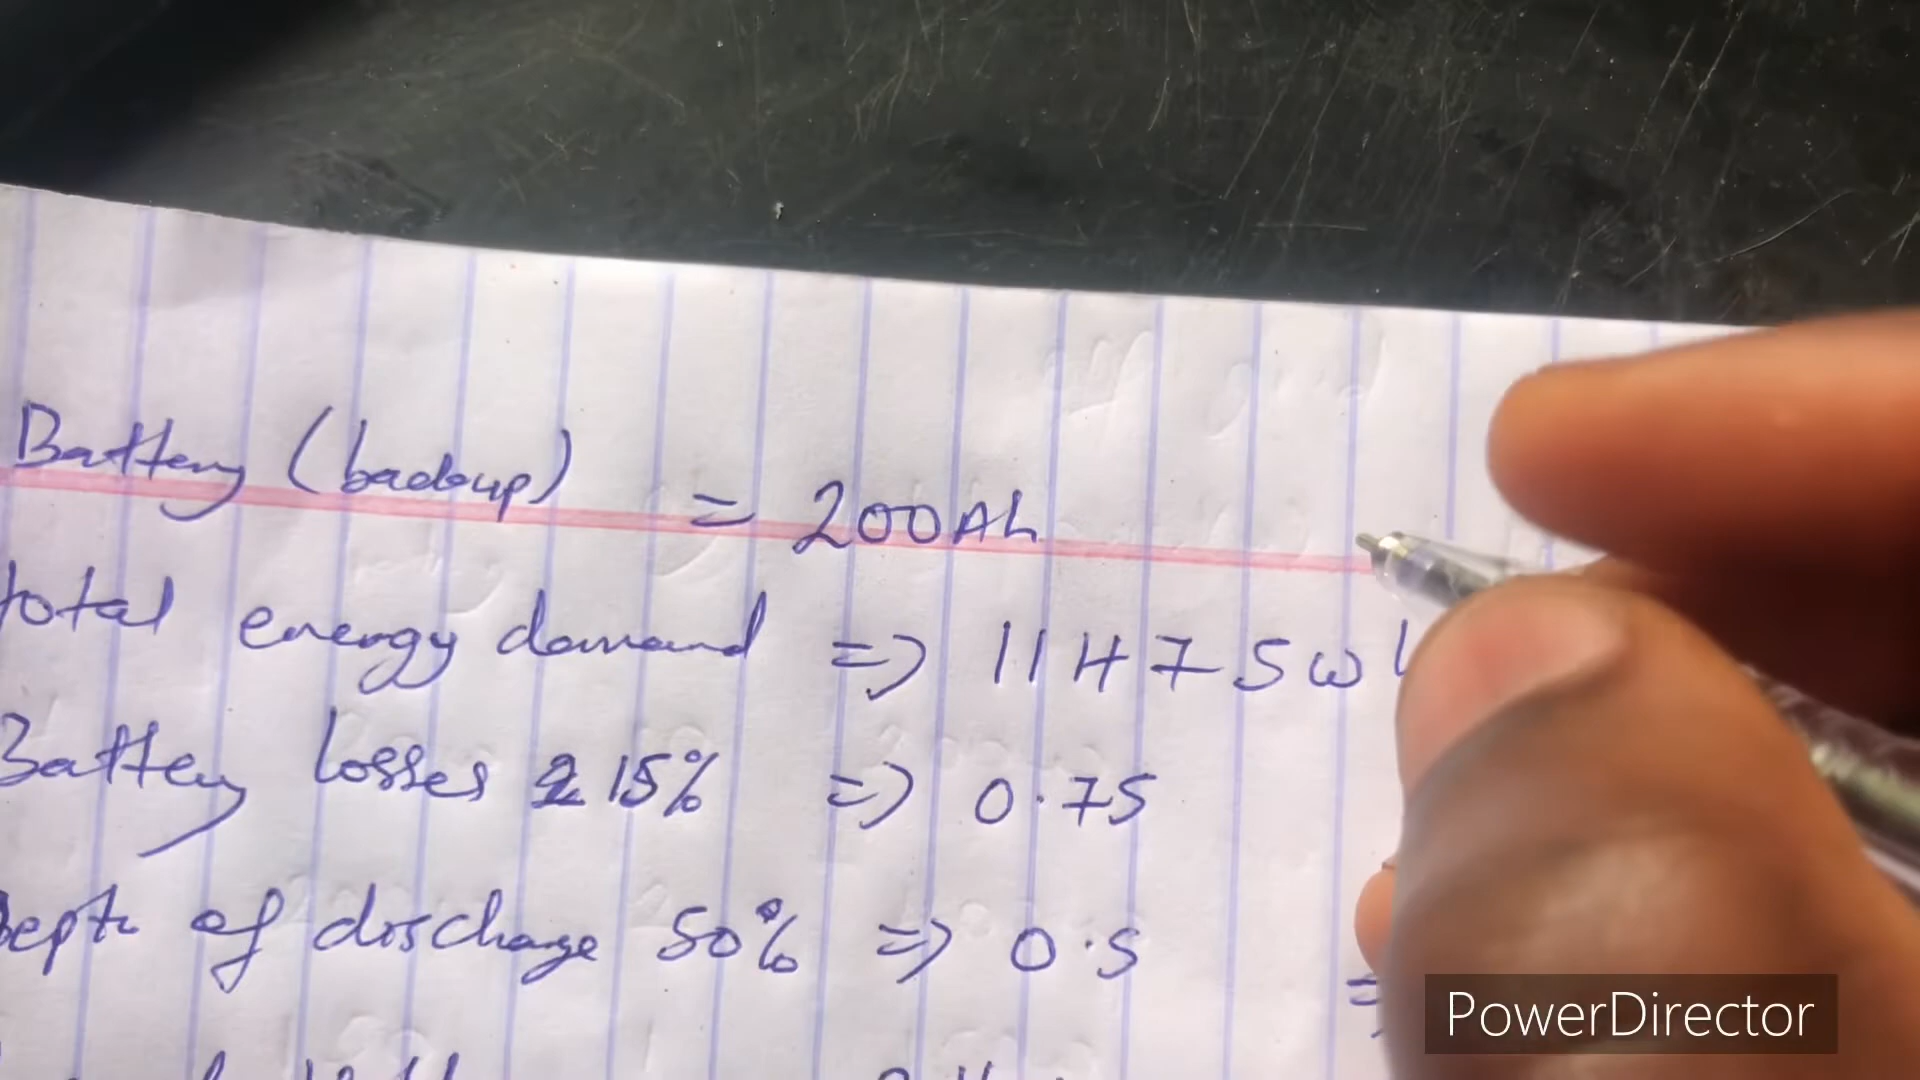 Battery (backup) = 200Ah
total energy demand => 11475w
Battery losses 15% => 0.75
Depth of discharge 50% => 0.5
PowerDirector